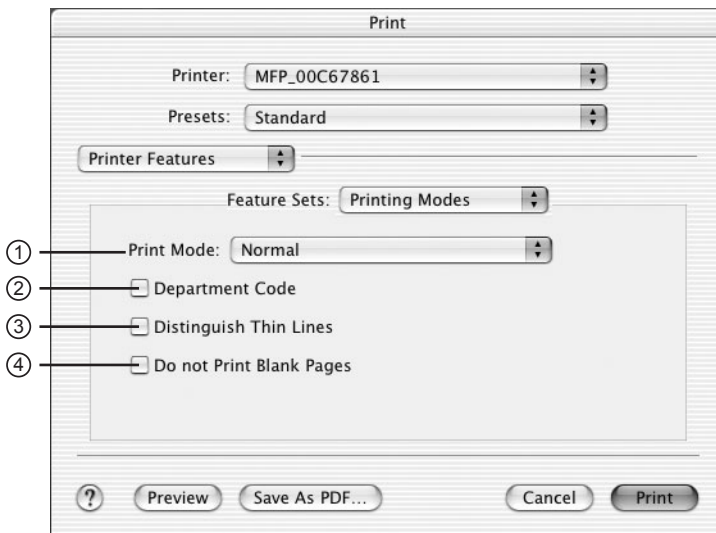 Print
Printer: MFP_00C67861
Presets: Standard
Printer Features
Feature Sets: Printing Modes
① Print Mode: Normal
② Department Code
③ Distinguish Thin Lines
④ Do not Print Blank Pages
? Preview Save As PDF... Cancel Print